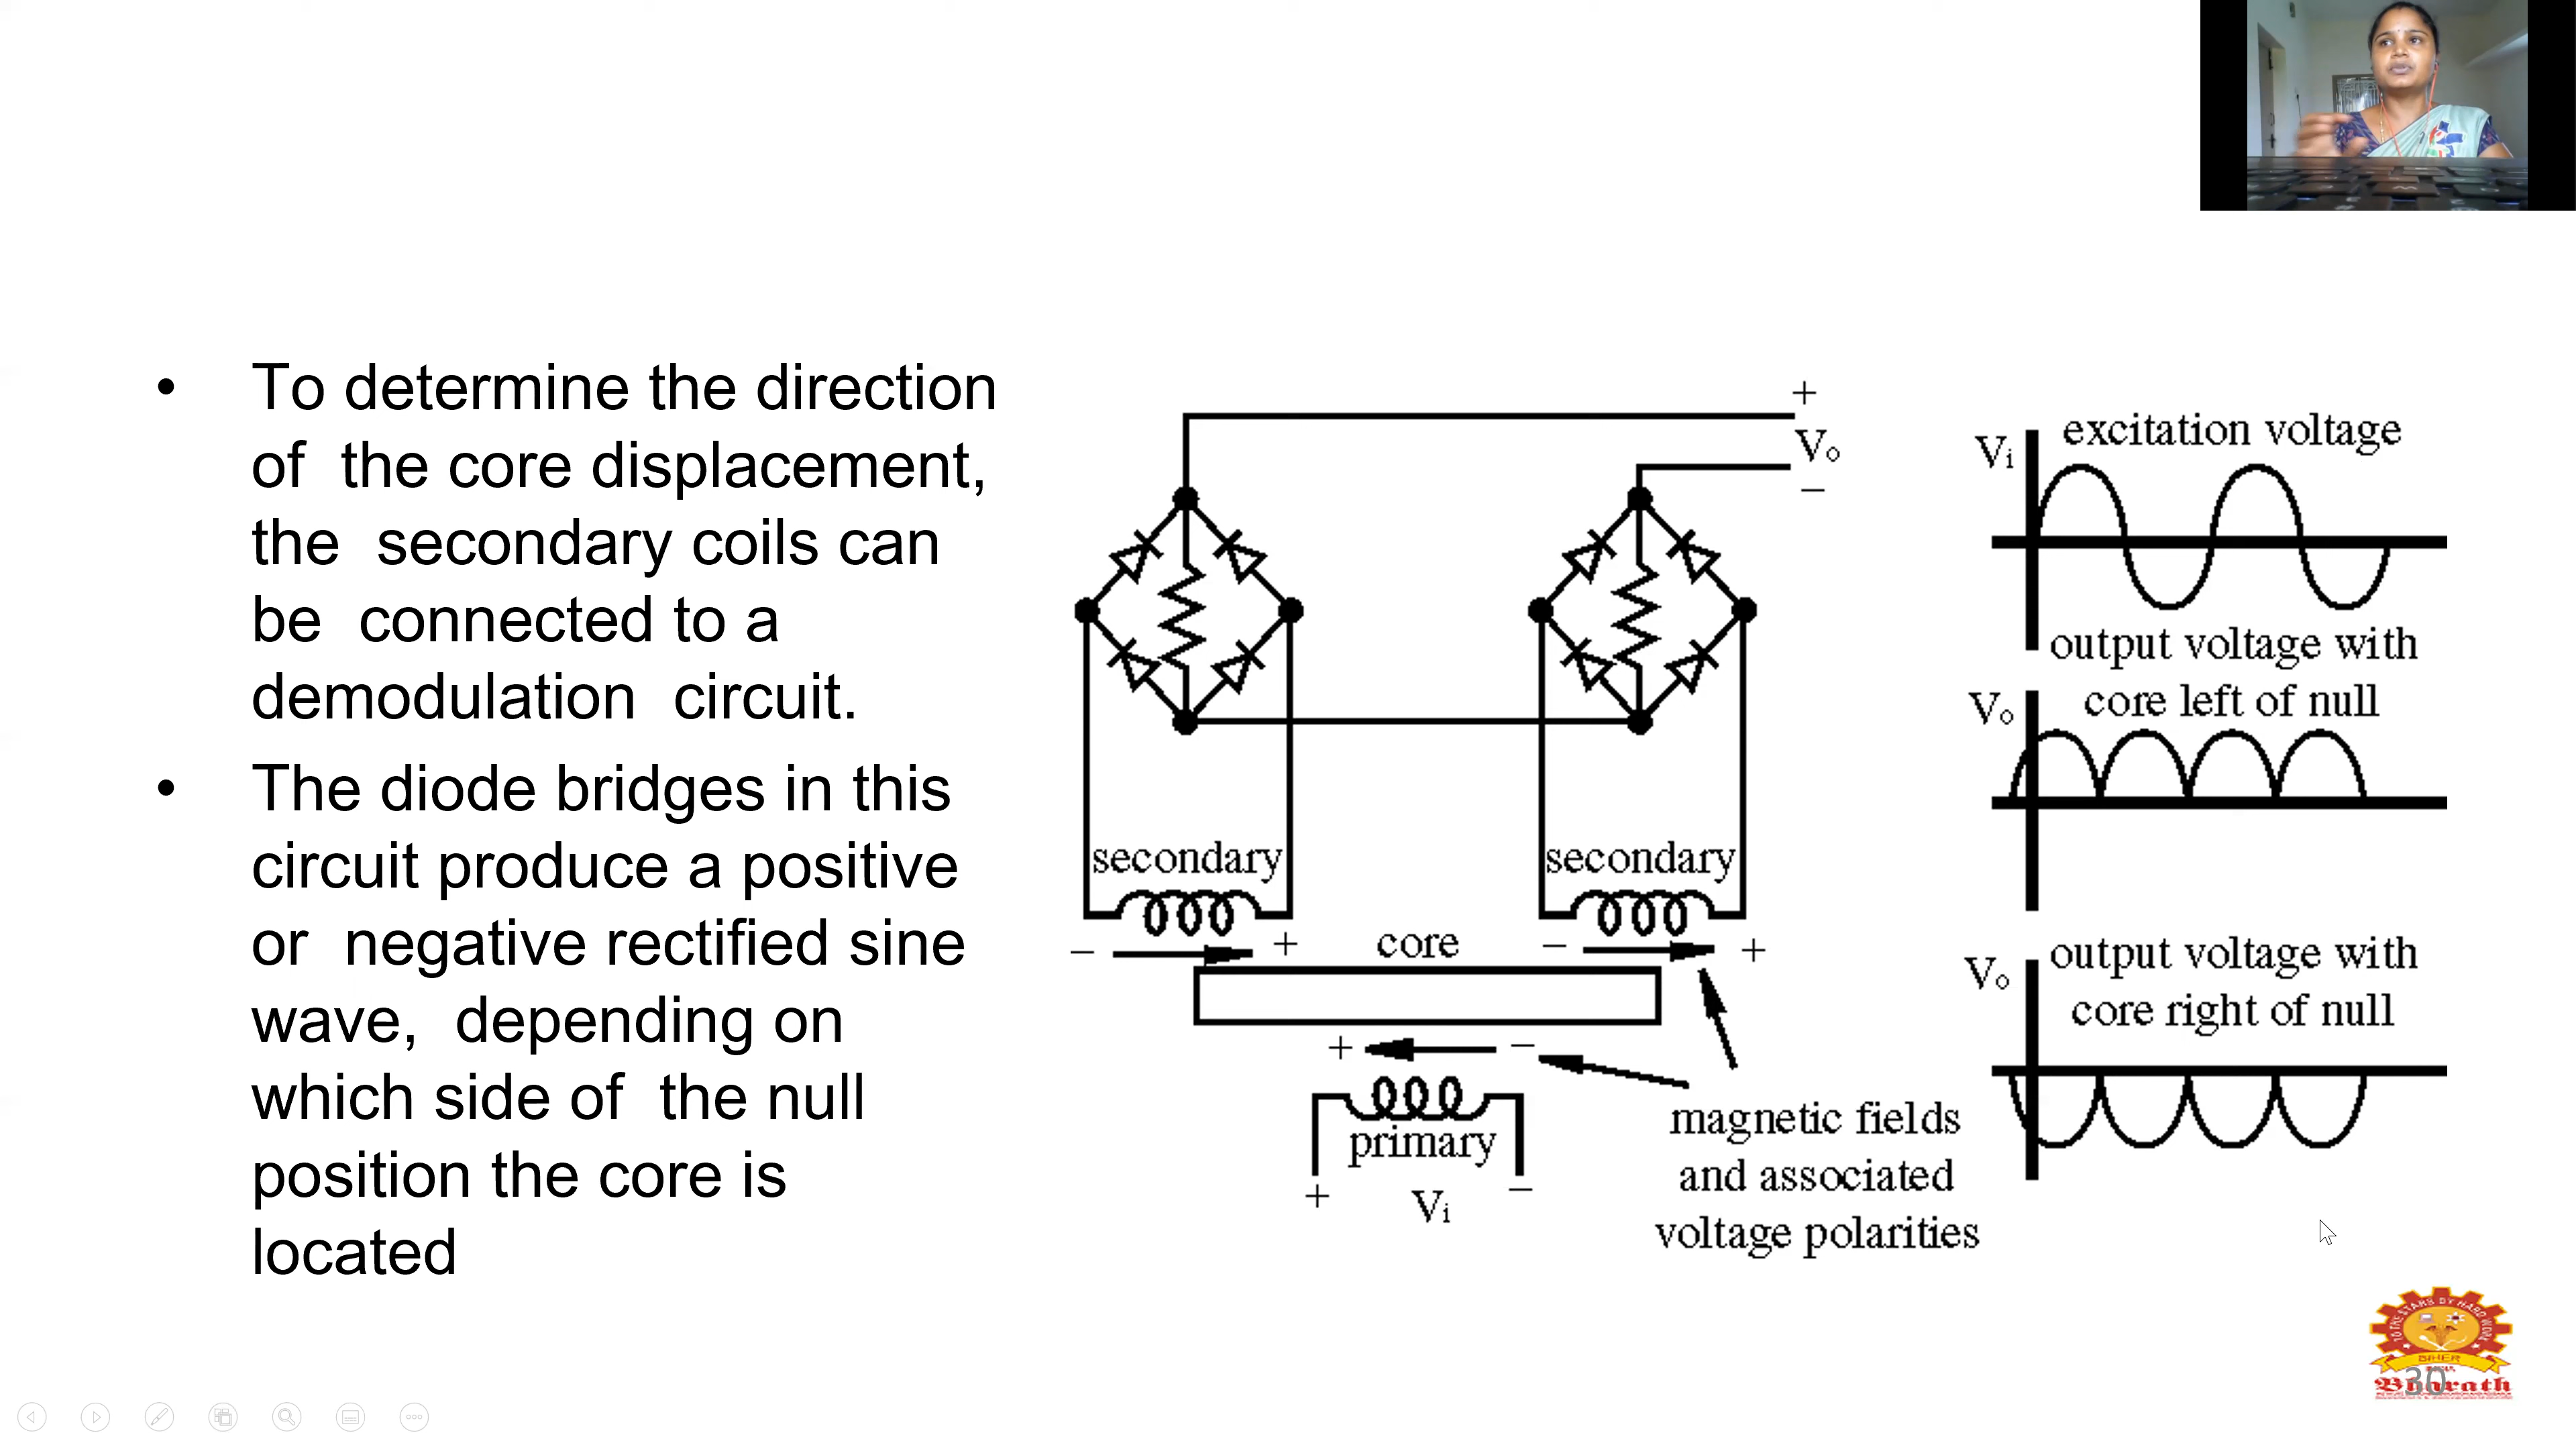 • To determine the direction
of the core displacement,
the secondary coils can
be connected to a
demodulation circuit.
• The diode bridges in this
circuit produce a positive
or negative rectified sine
wave, depending on
which side of the null
position the core is
located
+
Vo
−
secondary
secondary
− +
core
− +
+ −
primary
+ Vi −
magnetic fields
and associated
voltage polarities
Vi
excitation voltage
output voltage with
core left of null
Vo
output voltage with
core right of null
Vo
BIHER
Bharath
30